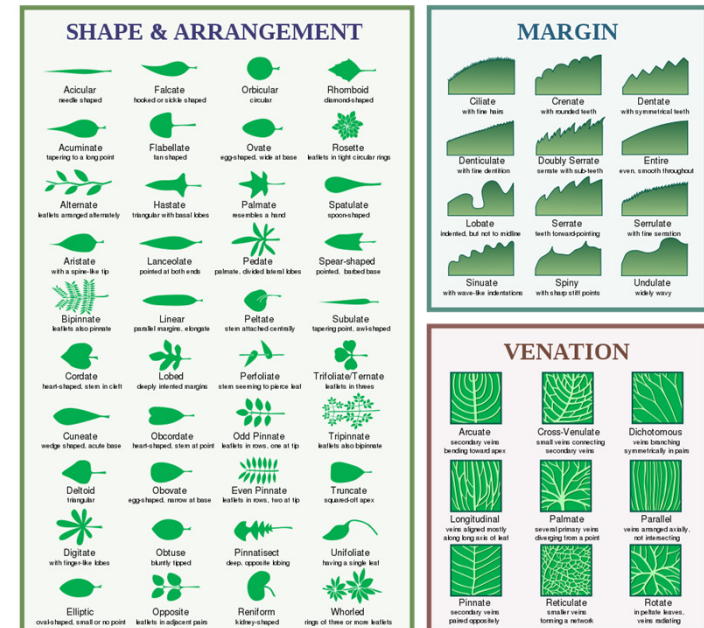 SHAPE & ARRANGEMENT
Acicular
needle shaped
Falcate
hooked or sickle shaped
Orbicular
circular
Rhomboid
diamond-shaped
Acuminate
tapering to a long point
Flabellate
fan shaped
Ovate
egg-shaped, wide at base
Rosette
leaflets in tight circular rings
Alternate
leaflets arranged alternately
Hastate
triangular with basal lobes
Palmate
resembles a hand
Spatulate
spoon-shaped
Aristate
with a spine-like tip
Lanceolate
pointed at both ends
Pedate
palmate, divided lateral lobes
Spear-shaped
pointed, barbed base
Bipinnate
leaflets also pinnate
Linear
parallel margins, elongate
Peltate
stem attached centrally
Subulate
tapering point, awl-shaped
Cordate
heart-shaped, stem in cleft
Lobed
deeply intented margins
Perfoliate
stem seeming to pierce leaf
Trifoliate/Ternate
leaflets in threes
Cuneate
wedge shaped, acute base
Obcordate
heart-shaped, stem at point
Odd Pinnate
leaflets in rows, one at tip
Tripinnate
leaflets also bipinnate
Deltoid
triangular
Obovate
egg-shaped, narrow at base
Even Pinnate
leaflets in rows, two at tip
Truncate
squared-off apex
Digitate
with finger-like lobes
Obtuse
bluntly tipped
Pinnatisect
deep, opposite lobing
Unifoliate
having a single leaf
Elliptic
oval-shaped, small or no point
Opposite
leaflets in adjacent pairs
Reniform
kidney-shaped
Whorled
rings of three or more leaflets
MARGIN
Ciliate
with fine hairs
Crenate
with rounded teeth
Dentate
with symmetrical teeth
Denticulate
with fine dentition
Doubly Serrate
serrate with sub-teeth
Entire
even, smooth throughout
Lobate
indented, but not to midline
Serrate
teeth forward-pointing
Serrulate
with fine serration
Sinuate
with wave-like indentations
Spiny
with sharp stiff points
Undulate
widely wavy
VENATION
Arcuate
secondary veins
bending toward apex
Cross-Venulate
small veins connecting
secondary veins
Dichotomous
veins branching
symmetrically in pairs
Longitudinal
veins aligned mostly
along long axis of leaf
Palmate
several primary veins
diverging from a point
Parallel
veins arranged axially,
not intersecting
Pinnate
secondary veins
paired oppositely
Reticulate
smaller veins
forming a network
Rotate
in peltate leaves,
veins radiating